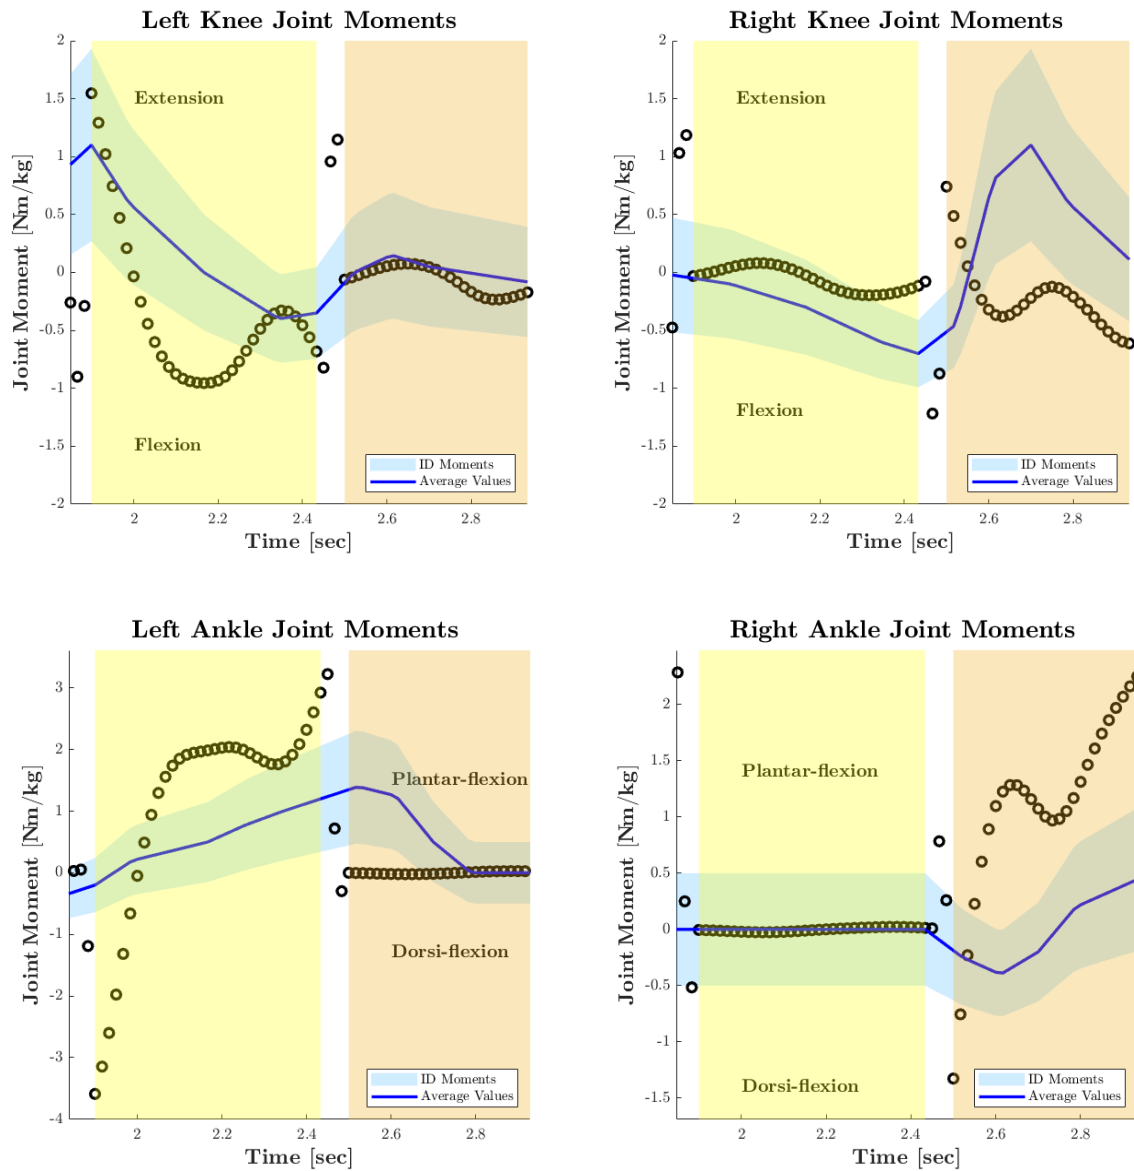 Left Knee Joint Moments
2
1.5
1
0.5
0
-0.5
-1
-1.5
-2
Joint Moment [Nm/kg]
Extension
Flexion
ID Moments
Average Values
2
2.2
2.4
2.6
2.8
Time [sec]
Right Knee Joint Moments
2
1.5
1
0.5
0
-0.5
-1
-1.5
-2
Joint Moment [Nm/kg]
Extension
Flexion
ID Moments
Average Values
2
2.2
2.4
2.6
2.8
Time [sec]
Left Ankle Joint Moments
3
2
1
0
-1
-2
-3
-4
Joint Moment [Nm/kg]
Plantar-flexion
Dorsi-flexion
ID Moments
Average Values
2
2.2
2.4
2.6
2.8
Time [sec]
Right Ankle Joint Moments
2
1.5
1
0.5
0
-0.5
-1
-1.5
Joint Moment [Nm/kg]
Plantar-flexion
Dorsi-flexion
ID Moments
Average Values
2
2.2
2.4
2.6
2.8
Time [sec]